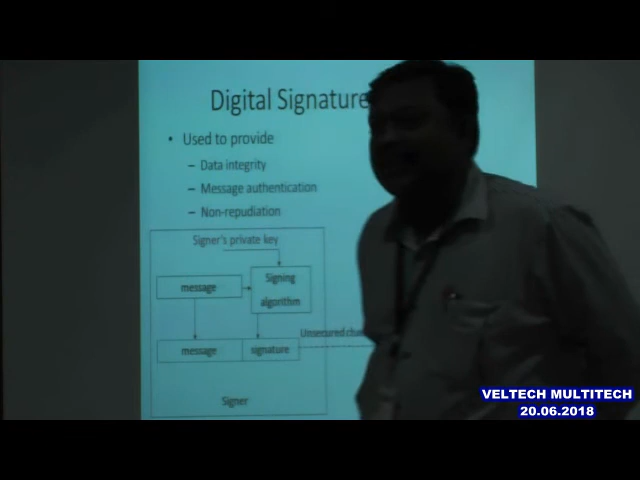 Digital Signature
• Used to provide
– Data integrity
– Message authentication
– Non-repudiation
Signer's private key
Signing
message
algorithm
Unsecured
message signature
Signer
VELTECH MULTITECH
20.06.2018